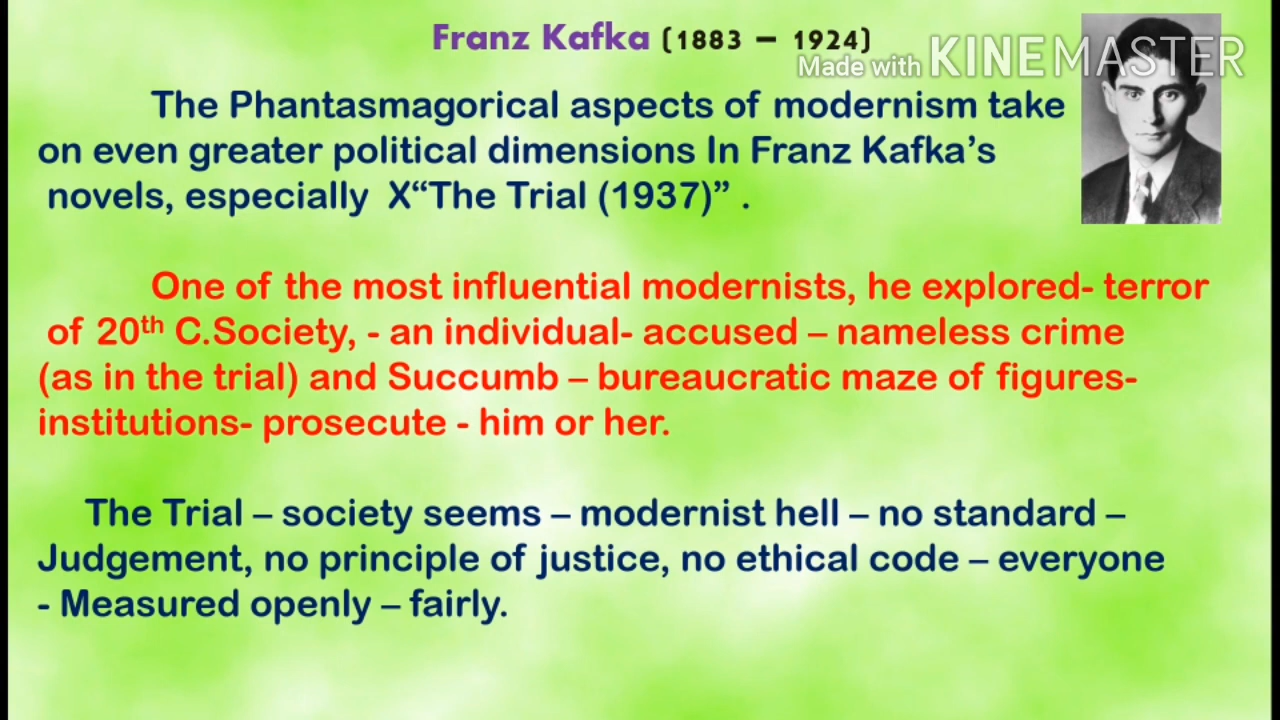 Franz Kafka (1883 – 1924)
Made with KINEMASTER
The Phantasmagorical aspects of modernism take
on even greater political dimensions In Franz Kafka's
novels, especially X“The Trial (1937)” .
One of the most influential modernists, he explored- terror
of 20th C.Society, - an individual- accused – nameless crime
(as in the trial) and Succumb – bureaucratic maze of figures-
institutions- prosecute - him or her.
The Trial – society seems – modernist hell – no standard –
Judgement, no principle of justice, no ethical code – everyone
- Measured openly – fairly.